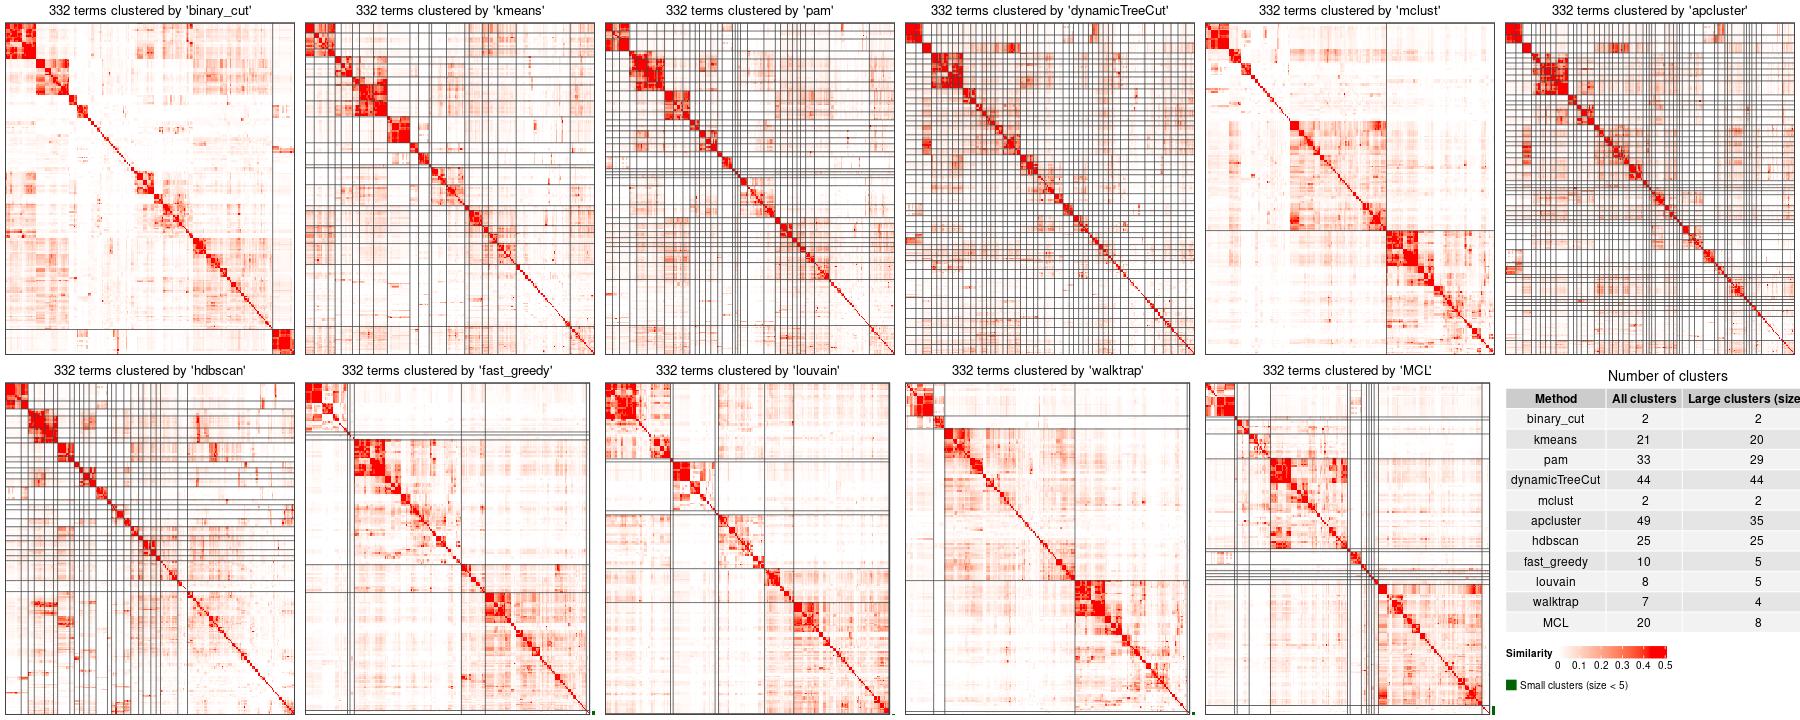 332 terms clustered by 'binary_cut'
332 terms clustered by 'kmeans'
332 terms clustered by 'pam'
332 terms clustered by 'dynamicTreeCut'
332 terms clustered by 'mclust'
332 terms clustered by 'apcluster'
332 terms clustered by 'hdbscan'
332 terms clustered by 'fast_greedy'
332 terms clustered by 'louvain'
332 terms clustered by 'walktrap'
332 terms clustered by 'MCL'
Number of clusters
Method All clusters Large clusters (size
binary_cut 2 2
kmeans 21 20
pam 33 29
dynamicTreeCut 44 44
mclust 2 2
apcluster 49 35
hdbscan 25 25
fast_greedy 10 5
louvain 8 5
walktrap 7 4
MCL 20 8
Similarity
0 0.1 0.2 0.3 0.4 0.5
Small clusters (size < 5)